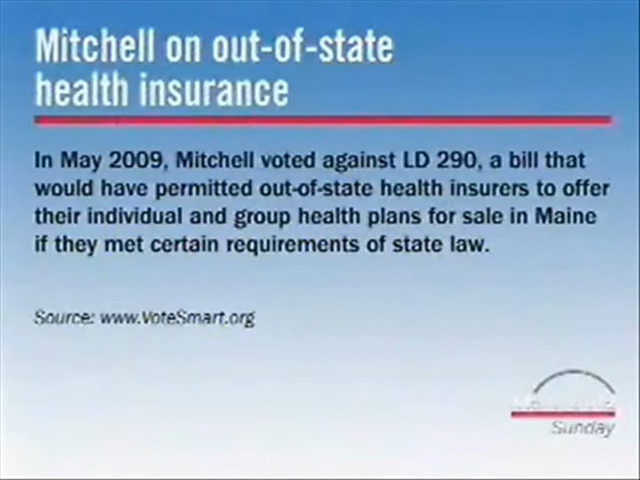 Mitchell on out-of-state
health insurance
In May 2009, Mitchell voted against LD 290, a bill that
would have permitted out-of-state health insurers to offer
their individual and group health plans for sale in Maine
if they met certain requirements of state law.
Source: www.VoteSmart.org
Sunday